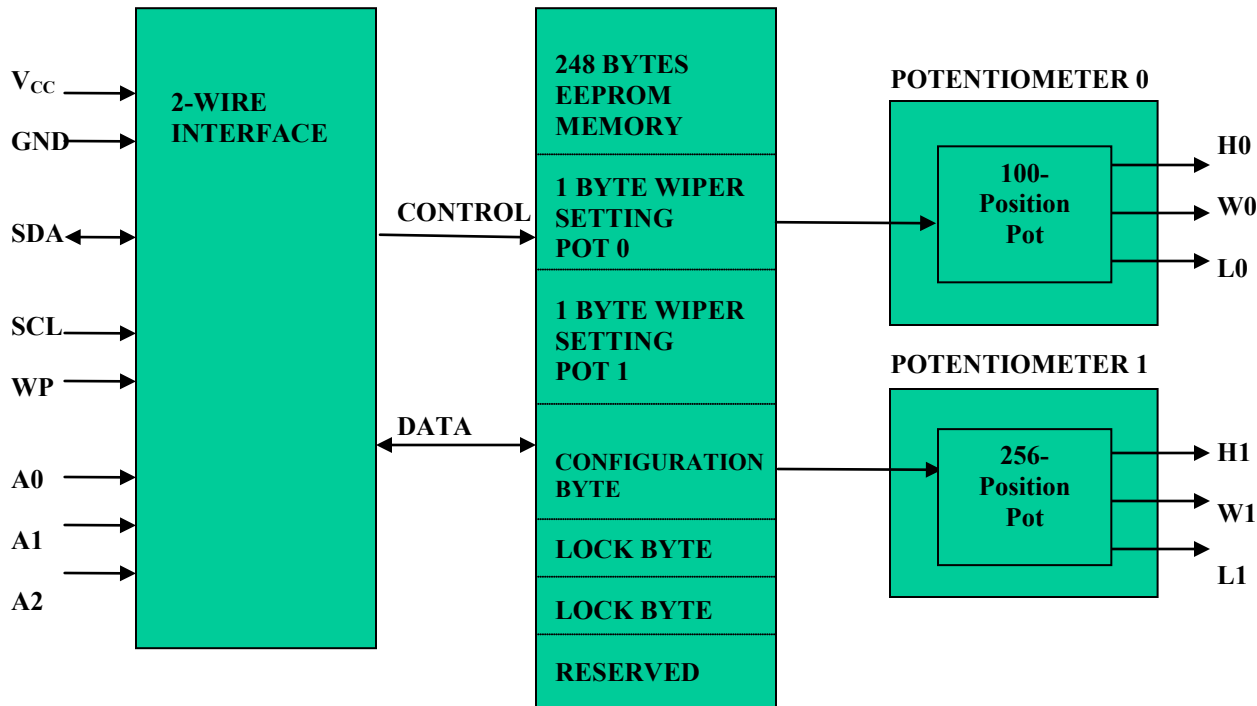 V_CC
GND
SDA
SCL
WP
A0
A1
A2
2-WIRE
INTERFACE
CONTROL
DATA
248 BYTES
EEPROM
MEMORY
1 BYTE WIPER
SETTING
POT 0
1 BYTE WIPER
SETTING
POT 1
CONFIGURATION
BYTE
LOCK BYTE
LOCK BYTE
RESERVED
POTENTIOMETER 0
100-
Position
Pot
H0
W0
L0
POTENTIOMETER 1
256-
Position
Pot
H1
W1
L1